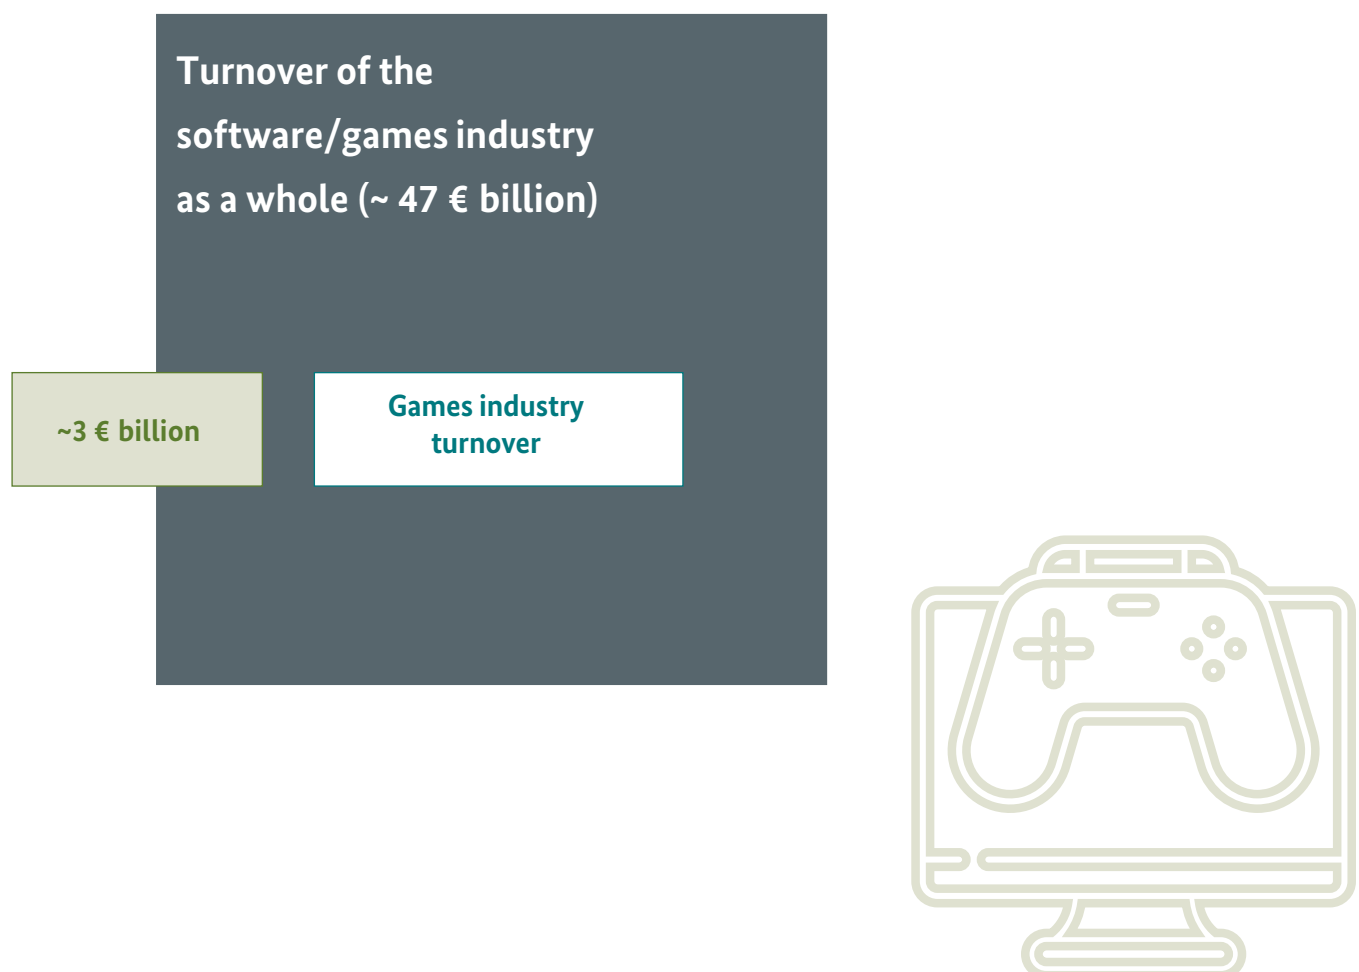 Turnover of the
software/games industry
as a whole (~ 47 € billion)
~3 € billion
Games industry
turnover